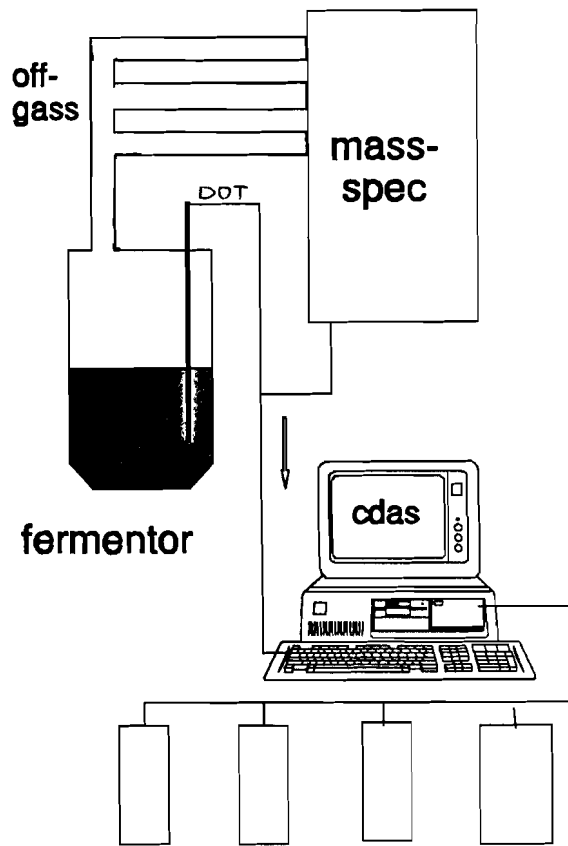 off-
gass
mass-
spec
DOT
cdas
fermentor